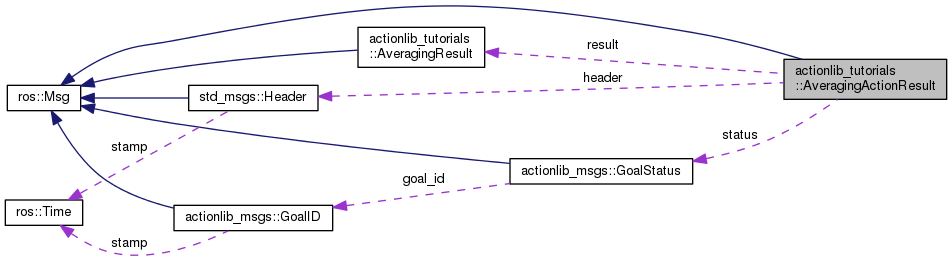 actionlib_tutorials
::AveragingResult
result
actionlib_tutorials
::AveragingActionResult
header
ros::Msg
std_msgs::Header
stamp
status
actionlib_msgs::GoalStatus
goal_id
ros::Time
actionlib_msgs::GoalID
stamp